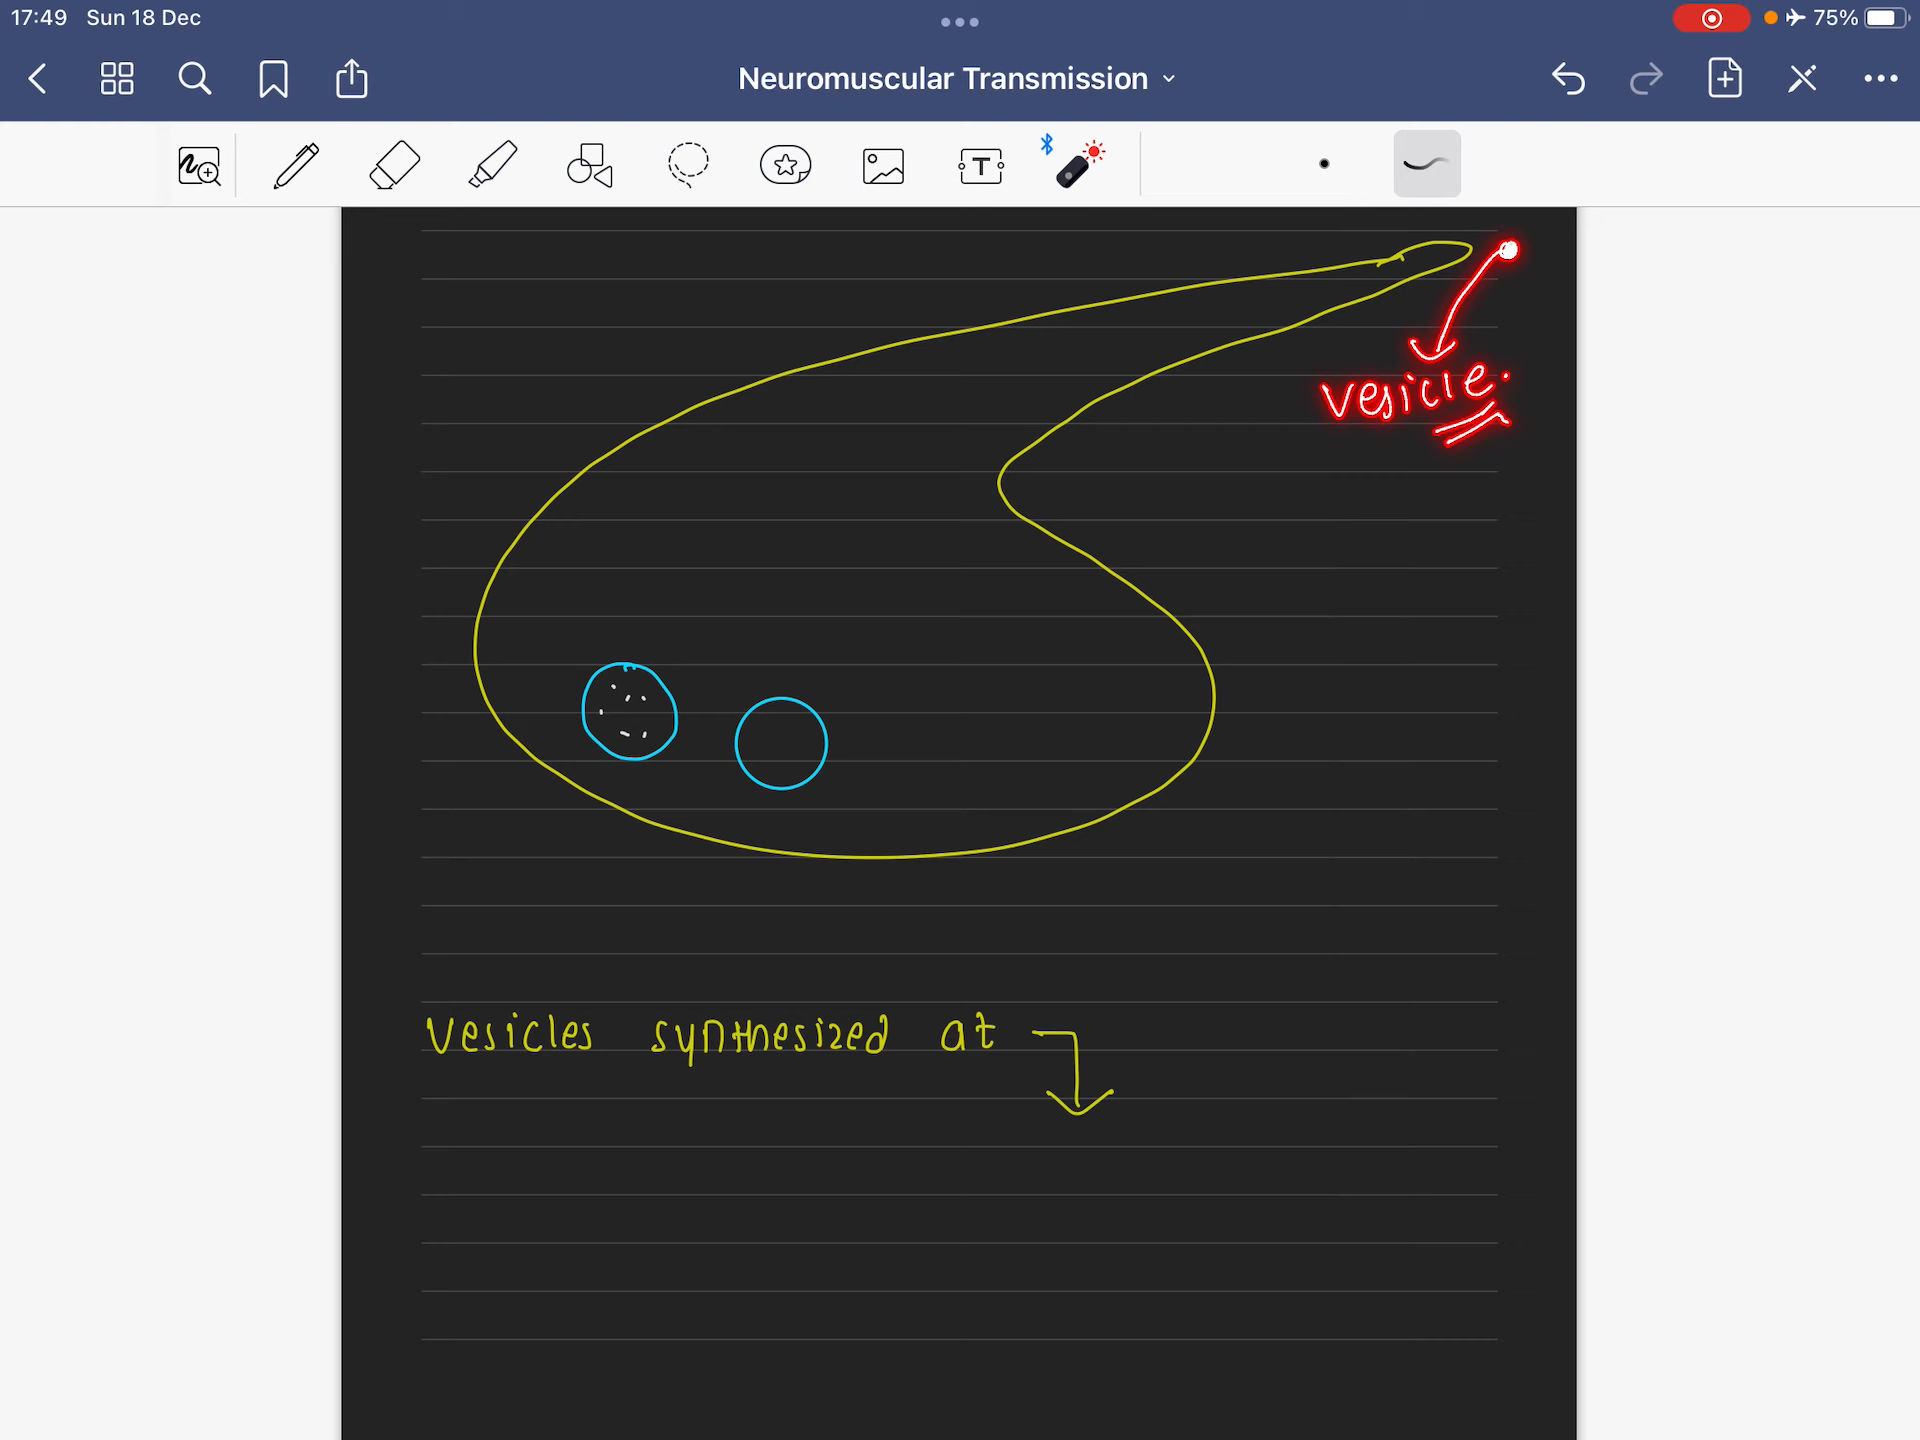 17:49 Sun 18 Dec
75%
Neuromuscular Transmission
T
vesicle.
Vesicles synthesized at